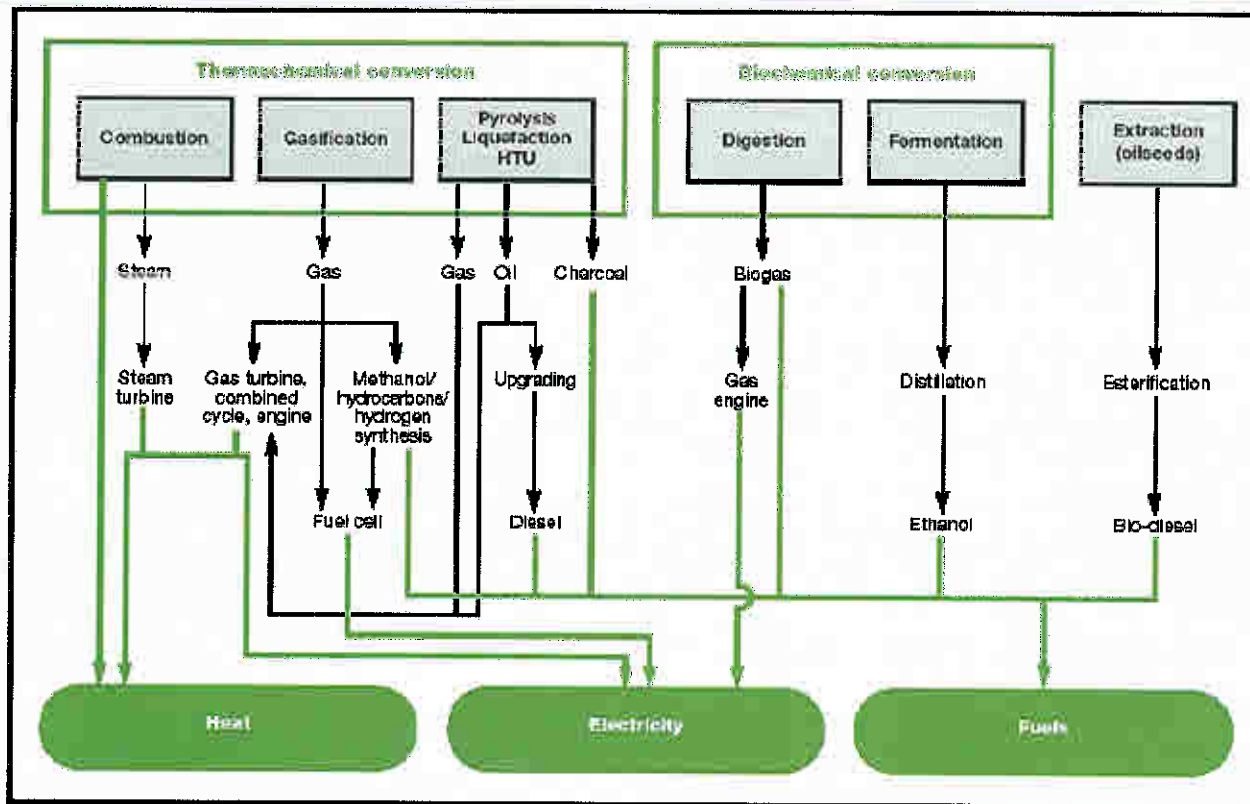 Thermochemical conversion
Biochemical conversion
Combustion
Gasification
Pyrolysis
Liquefaction
HTU
Digestion
Fermentation
Extraction
(oilseeds)
Steam
Gas
Gas
Oil
Charcoal
Biogas
Steam
turbine
Gas turbine,
combined
cycle, engine
Methanol/
hydrocarbons/
hydrogen
synthesis
Upgrading
Gas
engine
Distillation
Esterification
Fuel cell
Diesel
Ethanol
Bio-diesel
Heat
Electricity
Fuels